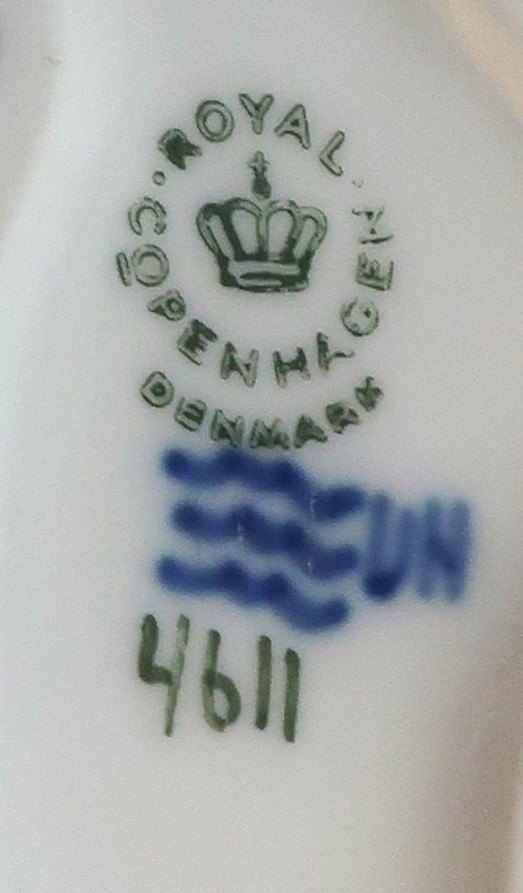 ROYAL
COPENHAGEN
DENMARK
UN
4611